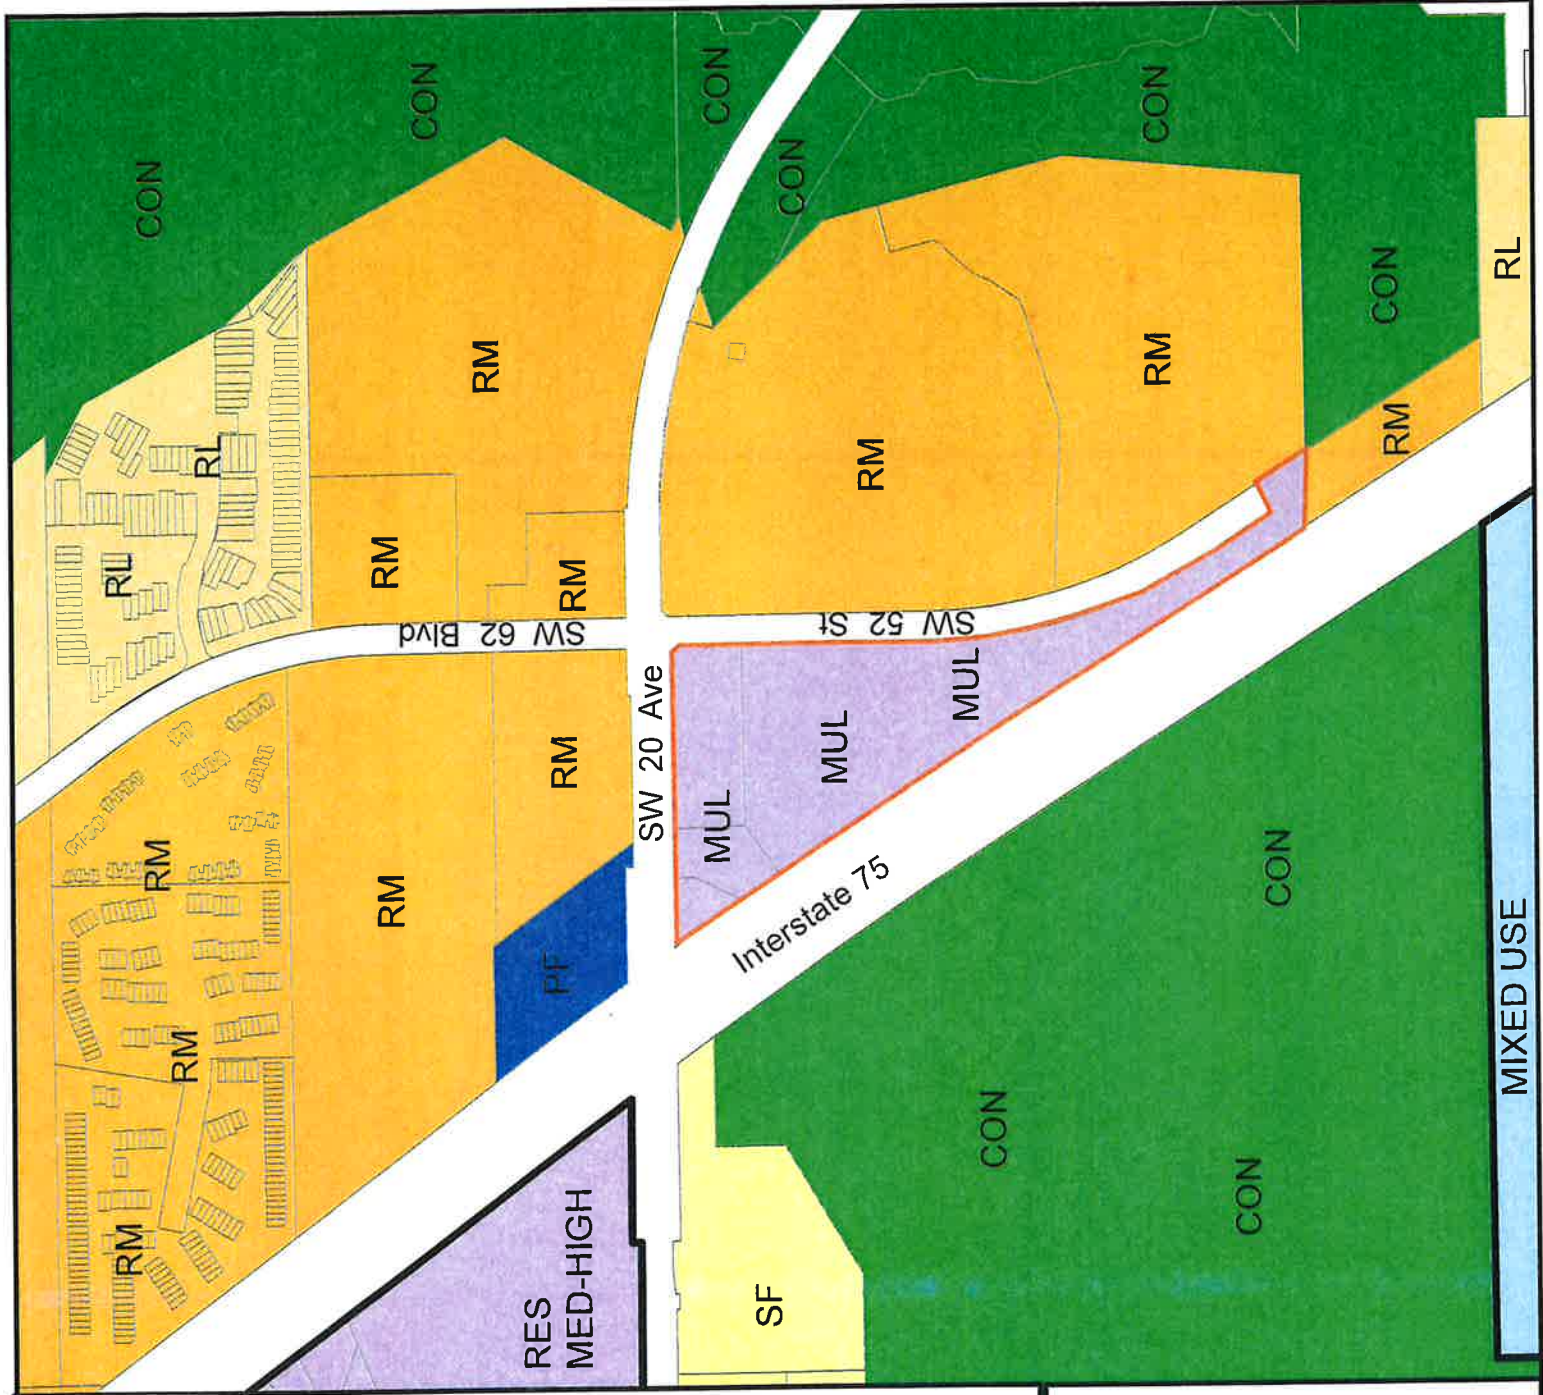 CON
CON
CON
CON
CON
RM
RL
RL
RM
RM
SW 62 Blvd
RM
RM
RM
RM
CON
RL
SW 52 St
SW 20 Ave
RM
RM
RM
RM
RM
MUL
MUL
MUL
PF
Interstate 75
CON
CON
CON
MIXED USE
RES
MED-HIGH
SF